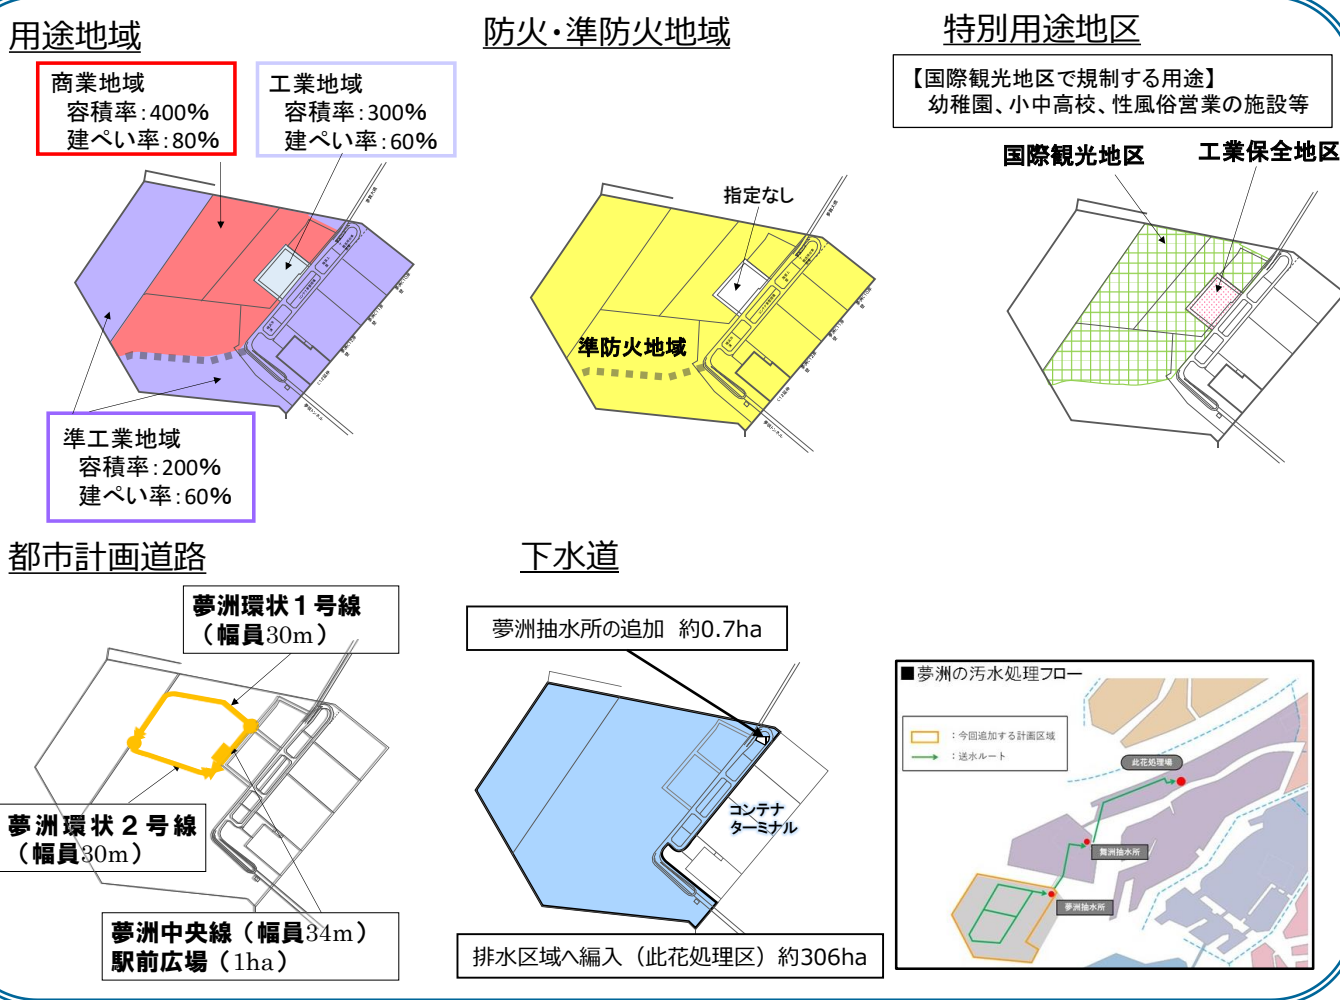 用途地域
商業地域
容積率:400%
建ぺい率:80%
工業地域
容積率:300%
建ぺい率:60%
準工業地域
容積率:200%
建ぺい率:60%
防火・準防火地域
指定なし
準防火地域
特別用途地区
【国際観光地区で規制する用途】
幼稚園、小中高校、性風俗営業の施設等
国際観光地区
工業保全地区
都市計画道路
夢洲環状1号線
(幅員30m)
夢洲環状2号線
(幅員30m)
夢洲中央線(幅員34m)
駅前広場(1ha)
下水道
夢洲抽水所の追加 約0.7ha
コンテナ
ターミナル
排水区域へ編入(此花処理区)約306ha
■夢洲の汚水処理フロー
:今回追加する計画区域
:送水ルート
此花処理場
舞洲抽水所
夢洲抽水所